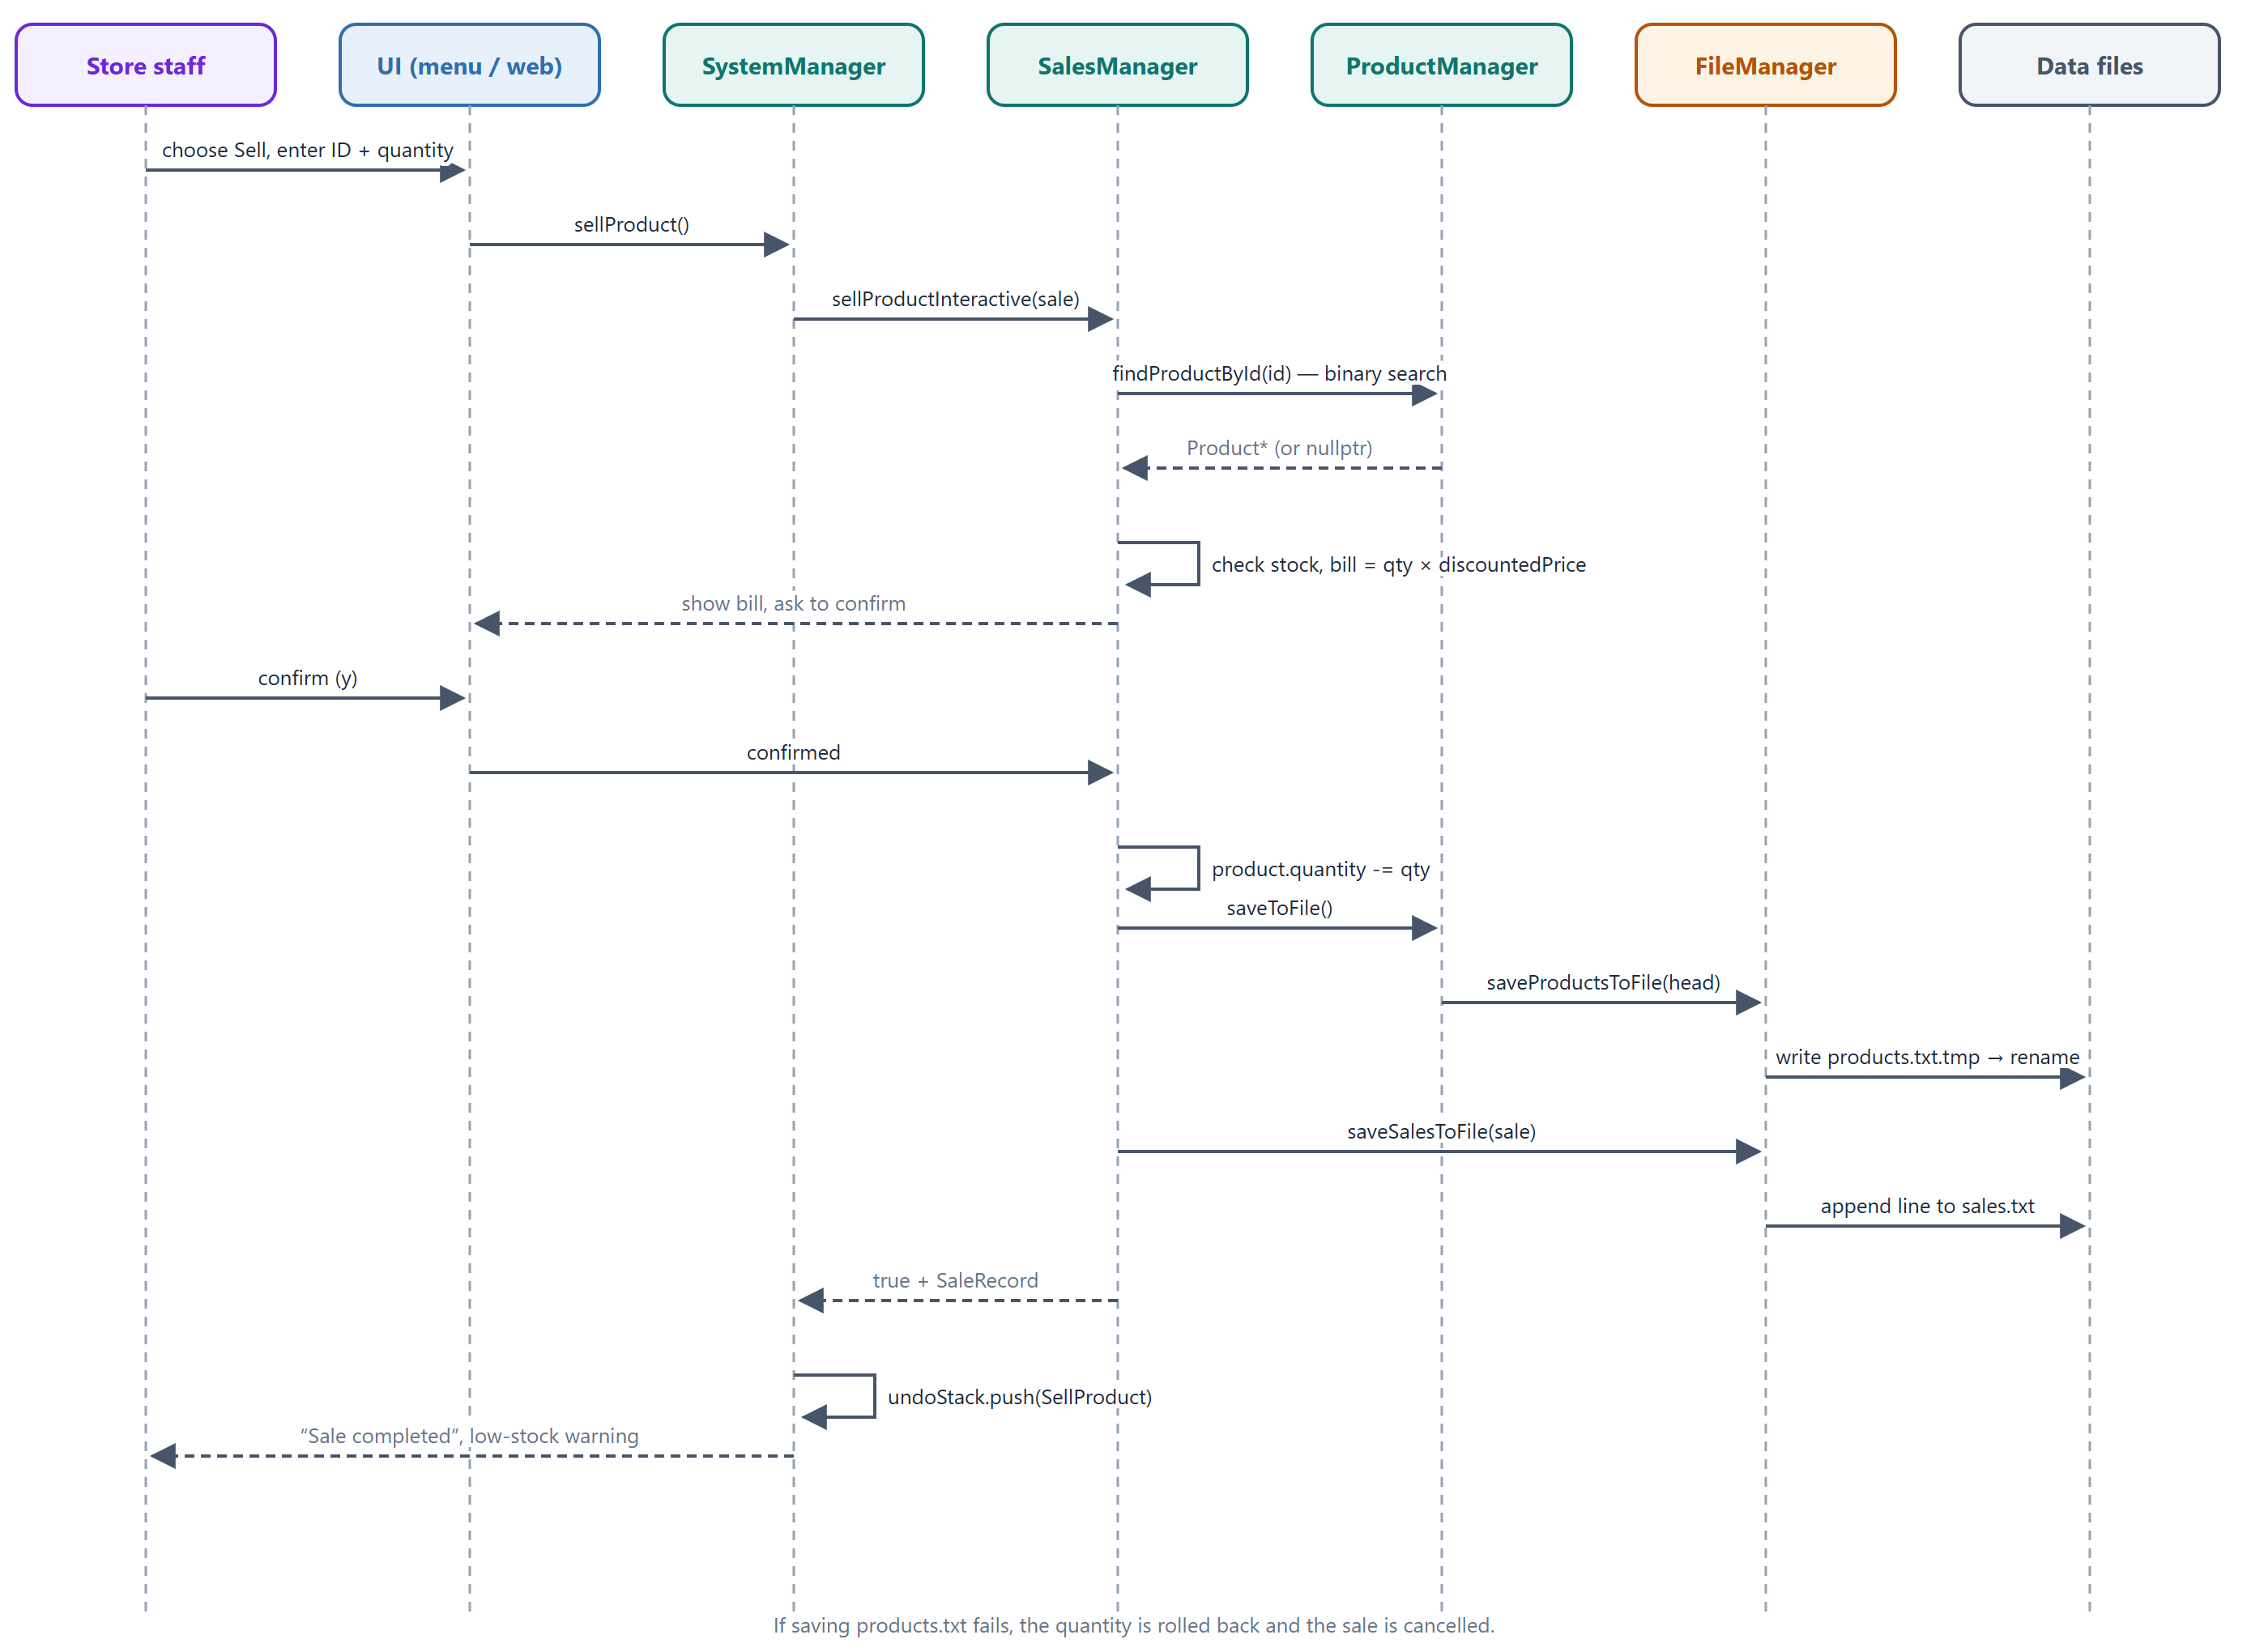 Store staff
UI (menu / web)
SystemManager
SalesManager
ProductManager
FileManager
Data files
choose Sell, enter ID + quantity
sellProduct()
sellProductInteractive(sale)
findProductById(id) — binary search
Product* (or nullptr)
check stock, bill = qty × discountedPrice
show bill, ask to confirm
confirm (y)
confirmed
product.quantity -= qty
saveToFile()
saveProductsToFile(head)
write products.txt.tmp → rename
saveSalesToFile(sale)
append line to sales.txt
true + SaleRecord
undoStack.push(SellProduct)
“Sale completed”, low-stock warning
If saving products.txt fails, the quantity is rolled back and the sale is cancelled.